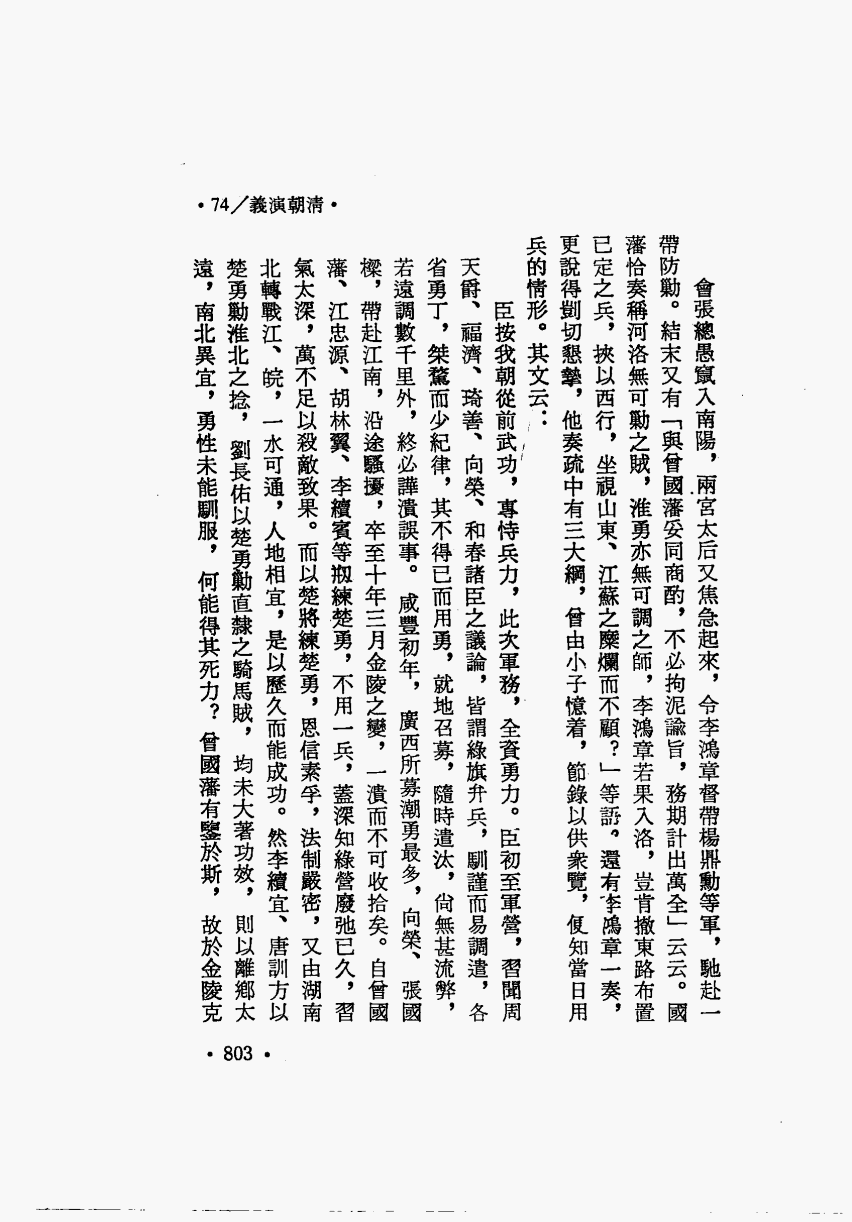 ·74／義演朝清·
會張總愚竄入南陽，兩宮太后又焦急起來，令李鴻章督帶楊鼎勳等軍，馳赴一
帶防勦。結末又有「與曾國藩妥同商酌，不必拘泥諭旨，務期計出萬全」云云。國
藩恰奏稱河洛無可勦之賊，淮勇亦無可調之師，李鴻章若果入洛，豈肯撤東路布置
已定之兵，挾以西行，坐視山東、江蘇之糜爛而不顧？」等語。還有李鴻章一奏，
更說得剴切懇摯，他奏疏中有三大綱，曾由小子憶着，節錄以供衆覽，便知當日用
兵的情形。其文云：
臣按我朝從前武功，專恃兵力，此次軍務，全資勇力。臣初至軍營，習聞周
天爵、福濟、琦善、向榮、和春諸臣之議論，皆謂綠旗弁兵，馴謹而易調遣，各
省勇丁，桀驁而少紀律，其不得已而用勇，就地召募，隨時遣汰，尙無甚流弊，
若遠調數千里外，終必譁潰誤事。咸豐初年，廣西所募潮勇最多，向榮、張國
樑，帶赴江南，沿途騷擾，卒至十年三月金陵之變，一潰而不可收拾矣。自曾國
藩、江忠源、胡林翼、李續賓等剏練楚勇，不用一兵，蓋深知綠營廢弛已久，習
氣太深，萬不足以殺敵致果。而以楚將練楚勇，恩信素孚，法制嚴密，又由湖南
北轉戰江、皖，一水可通，人地相宜，是以歷久而能成功。然李續宜、唐訓方以
楚勇勦淮北之捻，劉長佑以楚勇勦直隸之騎馬賊，均未大著功效，則以離鄉太
遠，南北異宜，勇性未能馴服，何能得其死力？曾國藩有鑒於斯，故於金陵克
·803·